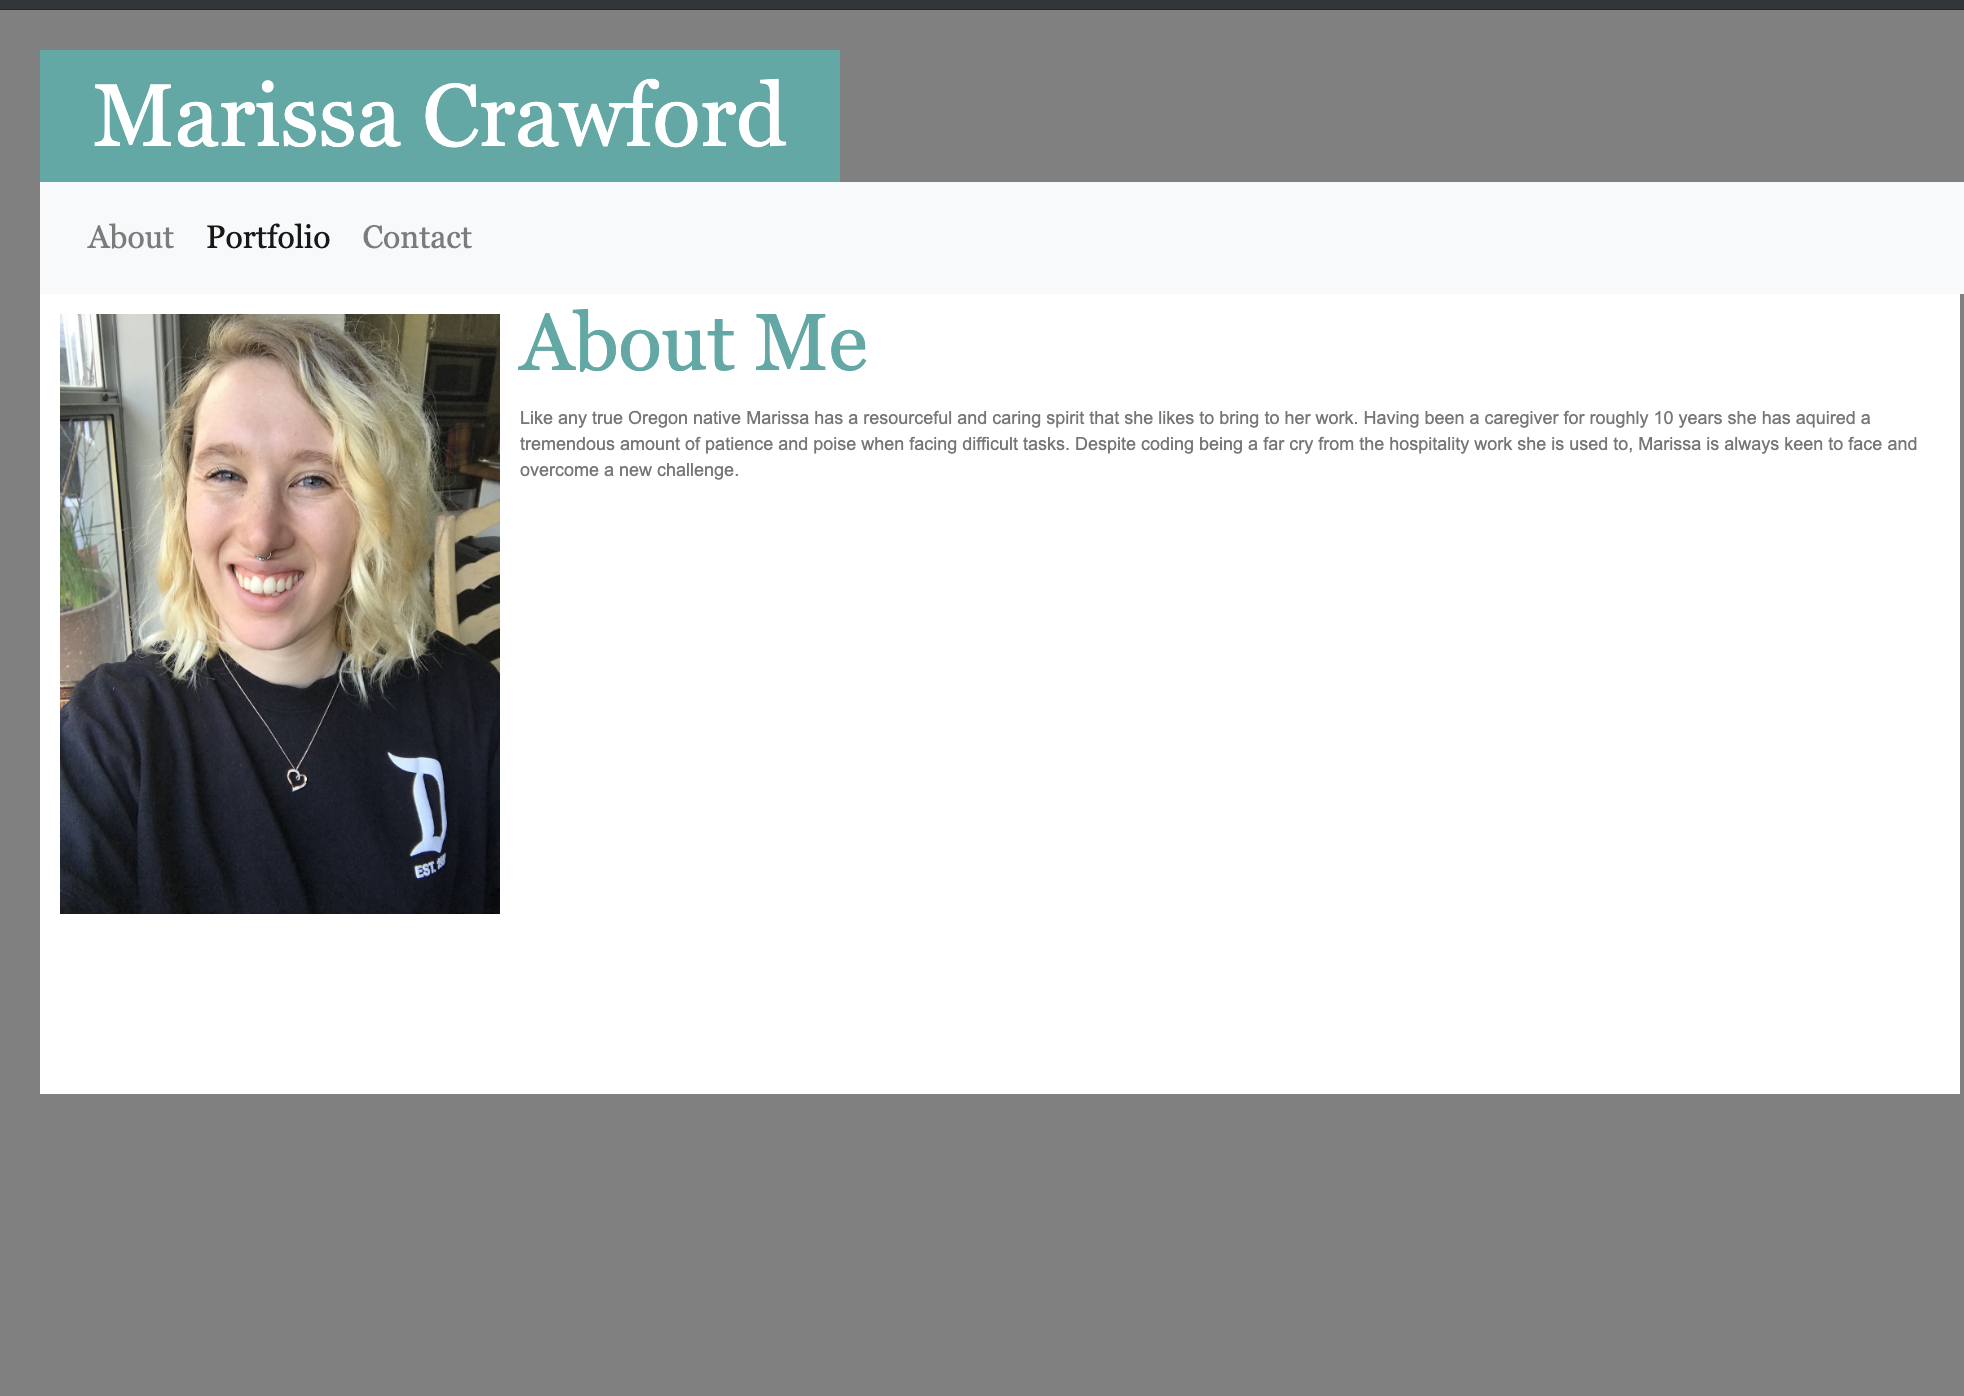 Marissa Crawford
About Portfolio Contact
About Me
Like any true Oregon native Marissa has a resourceful and caring spirit that she likes to bring to her work. Having been a caregiver for roughly 10 years she has aquired a
tremendous amount of patience and poise when facing difficult tasks. Despite coding being a far cry from the hospitality work she is used to, Marissa is always keen to face and
overcome a new challenge.
D
EST.